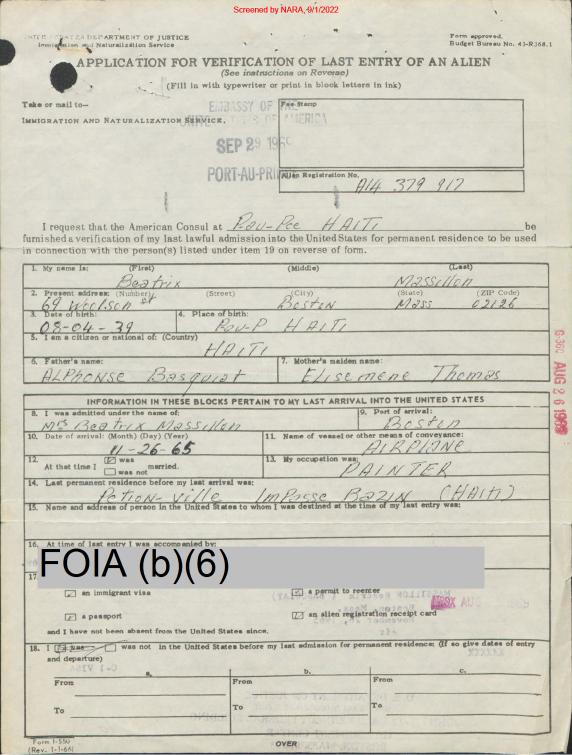 Screened by NARA, 9/1/2022
UNITED STATES DEPARTMENT OF JUSTICE
Immigration and Naturalization Service
Form approved.
Budget Bureau No. 43-R368.1
APPLICATION FOR VERIFICATION OF LAST ENTRY OF AN ALIEN
(See instructions on Reverse)
(Fill in with typewriter or print in block letters in ink)
Take or mail to—
IMMIGRATION AND NATURALIZATION SERVICE,
EMBASSY OF THE
UNITED STATES OF AMERICA
SEP 29 196
PORT-AU-PRINCE
Fee Stamp
Alien Registration No.
A14 379 917
I request that the American Consul at Pau-Pce HAITI be
furnished a verification of my last lawful admission into the United States for permanent residence to be used
in connection with the person(s) listed under item 19 on reverse of form.
1. My name is: (First) (Middle) (Last)
Beatrix Massillon
2. Present address: (Number) (Street) (City) (State) (ZIP Code)
69 Woolson st Boston Mass 02126
3. Date of birth: 4. Place of birth:
08-04-39 Pau-P HAITI
5. I am a citizen or national of: (Country)
HAITI
6. Father's name: 7. Mother's maiden name:
ALPHONSE Basquiat Elisemene Thomas
INFORMATION IN THESE BLOCKS PERTAIN TO MY LAST ARRIVAL INTO THE UNITED STATES
8. I was admitted under the name of: 9. Port of arrival:
Mrs Beatrix Massillon Boston
10. Date of arrival: (Month) (Day) (Year) 11. Name of vessel or other means of conveyance:
11-26-65 AIRPLANE
12. At that time I was was not married.
13. My occupation was:
PAINTER
14. Last permanent residence before my last arrival was:
Petion-ville Impasse BAZIN (HAITI)
15. Name and address of person in the United States to whom I was destined at the time of my last entry was:
16. At time of last entry I was accompanied by:
FOIA (b)(6)
17.
an immigrant visa a permit to reenter
a passport an alien registration receipt card
and I have not been absent from the United States since.
18. I was was not in the United States before my last admission for permanent residence: (If so give dates of entry
and departure)
a. b. c.
From From From
To To To
Form I-550
(Rev. 1-1-66)
OVER
G-360 AUG 26 19